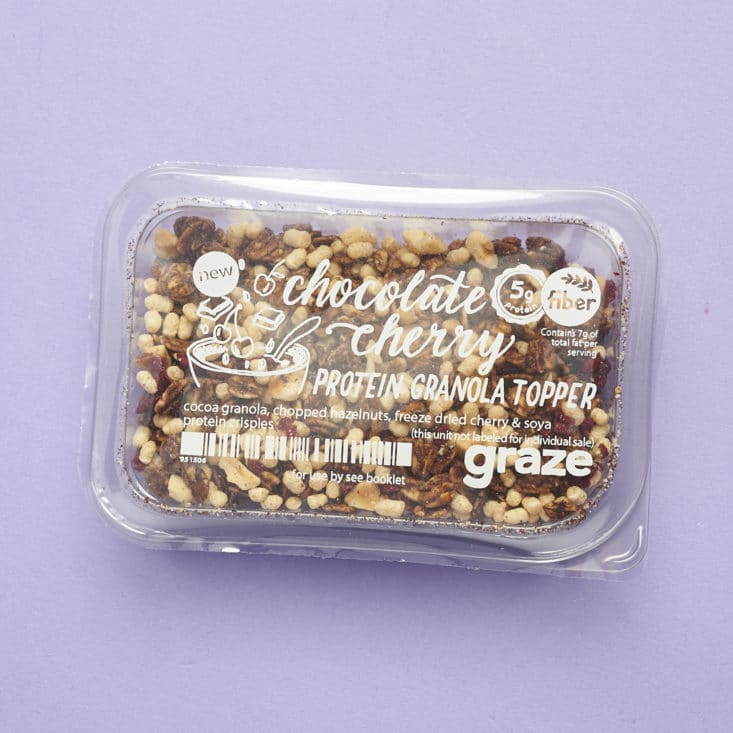 new
chocolate
cherry
PROTEIN GRANOLA TOPPER
5g
protein
fiber
Contains 7g of
total fat per
serving
cocoa granola, chopped hazelnuts, freeze dried cherry & soya
protein crispies
(this unit not labeled for individual sale)
graze
951306
for use by see booklet